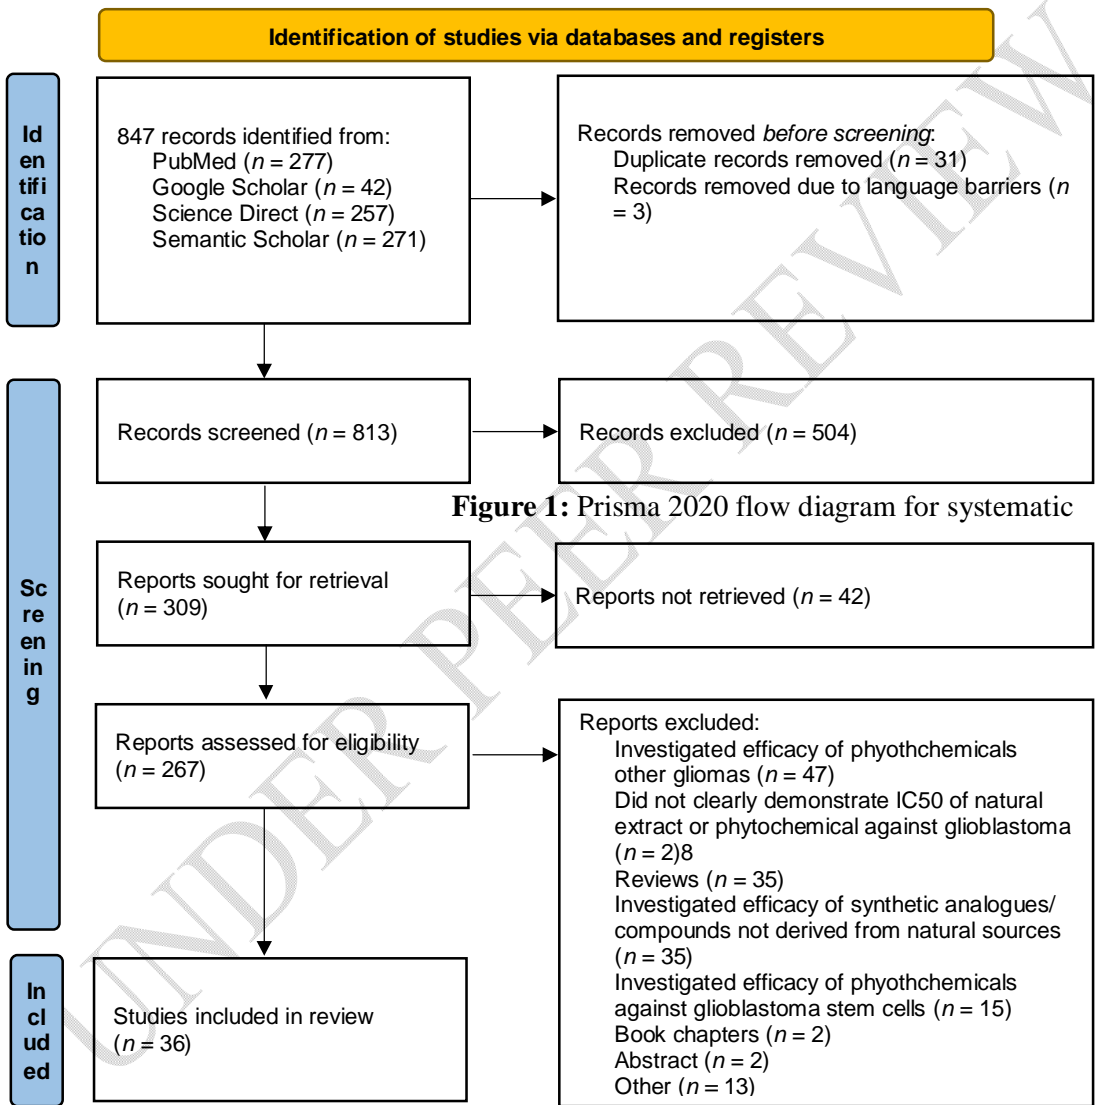 Identification of studies via databases and registers
Id
en
tifi
ca
tio
n
847 records identified from:
PubMed (n = 277)
Google Scholar (n = 42)
Science Direct (n = 257)
Semantic Scholar (n = 271)
Records removed before screening:
Duplicate records removed (n = 31)
Records removed due to language barriers (n
= 3)
Sc
re
en
in
g
Records screened (n = 813)
Records excluded (n = 504)
Figure 1: Prisma 2020 flow diagram for systematic
Reports sought for retrieval
(n = 309)
Reports not retrieved (n = 42)
Reports assessed for eligibility
(n = 267)
Reports excluded:
Investigated efficacy of phyothchemicals
other gliomas (n = 47)
Did not clearly demonstrate IC50 of natural
extract or phytochemical against glioblastoma
(n = 2)8
Reviews (n = 35)
Investigated efficacy of synthetic analogues/
compounds not derived from natural sources
(n = 35)
Investigated efficacy of phyothchemicals
against glioblastoma stem cells (n = 15)
Book chapters (n = 2)
Abstract (n = 2)
Other (n = 13)
In
cl
ud
ed
Studies included in review
(n = 36)
UNDER PEER REVIEW